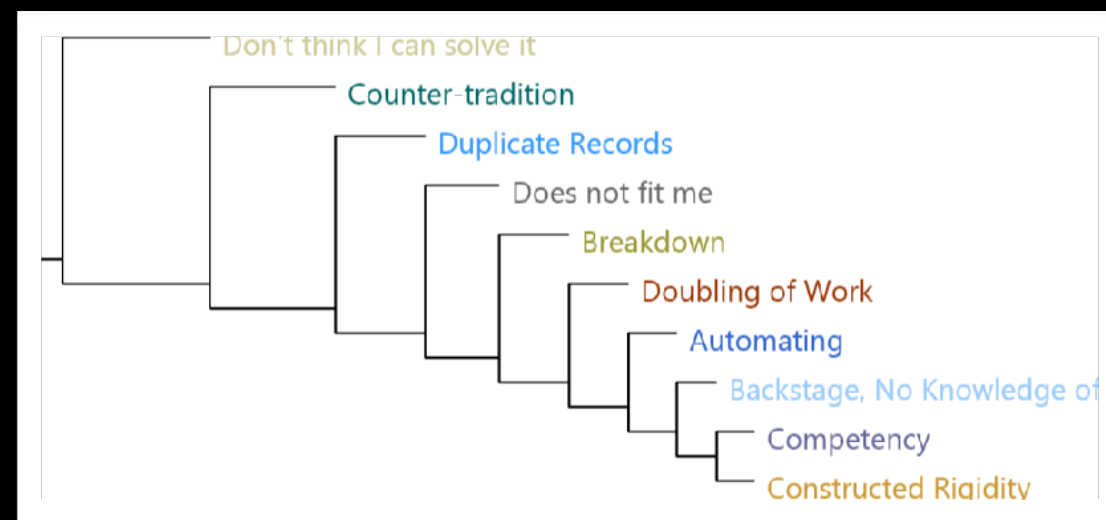 Don't think I can solve it
Counter-tradition
Duplicate Records
Does not fit me
Breakdown
Doubling of Work
Automating
Backstage, No Knowledge of
Competency
Constructed Rigidity